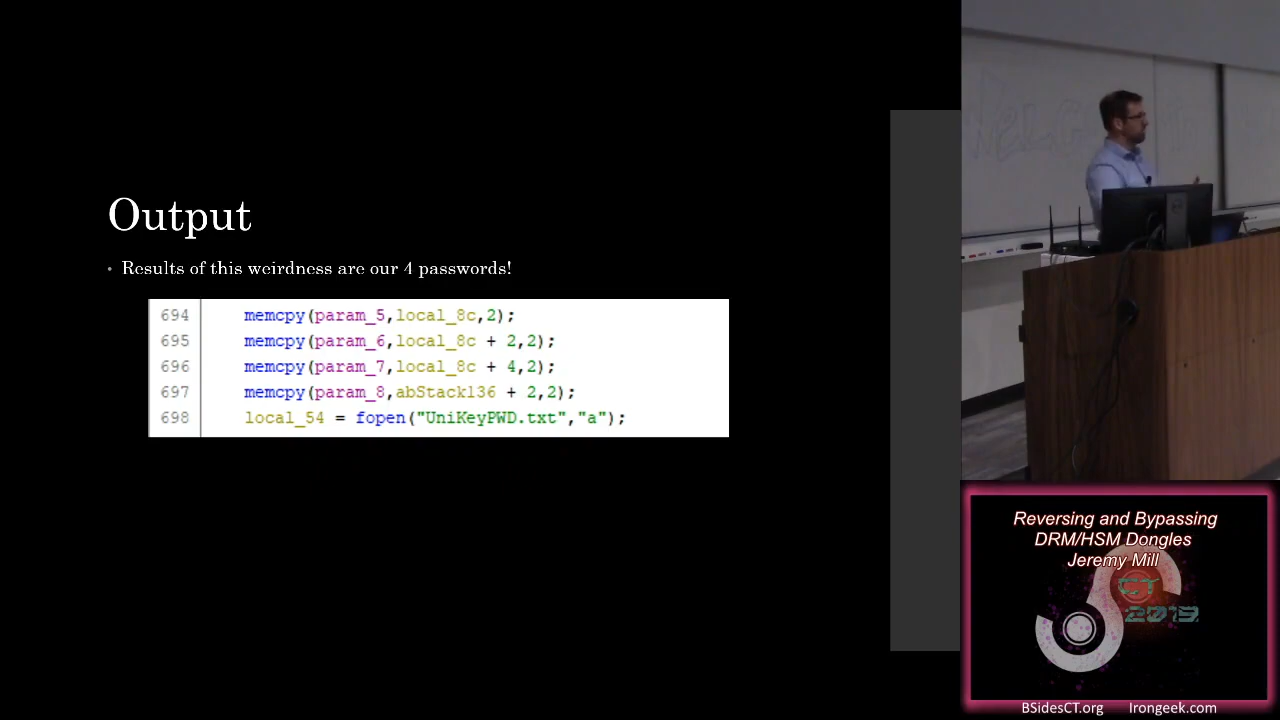 Output
• Results of this weirdness are our 4 passwords!
694 memcpy(param_5,local_8c,2);
695 memcpy(param_6,local_8c + 2,2);
696 memcpy(param_7,local_8c + 4,2);
697 memcpy(param_8,abStack136 + 2,2);
698 local_54 = fopen("UniKeyPWD.txt","a");
Reversing and Bypassing
DRM/HSM Dongles
Jeremy Mill
CT
2019
BSidesCT.org Irongeek.com